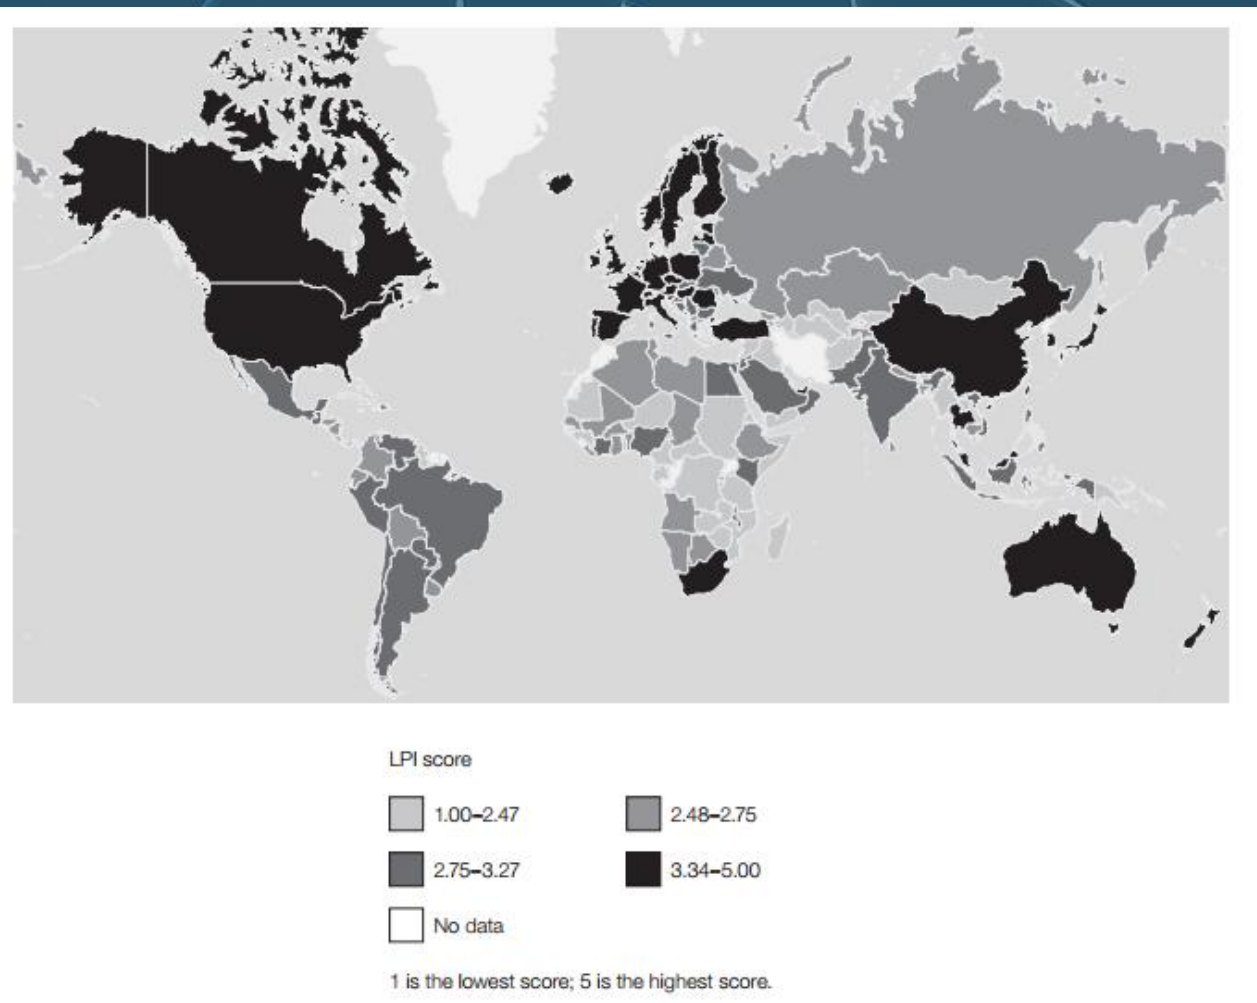 LPI score
1.00–2.47
2.48–2.75
2.75–3.27
3.34–5.00
No data
1 is the lowest score; 5 is the highest score.